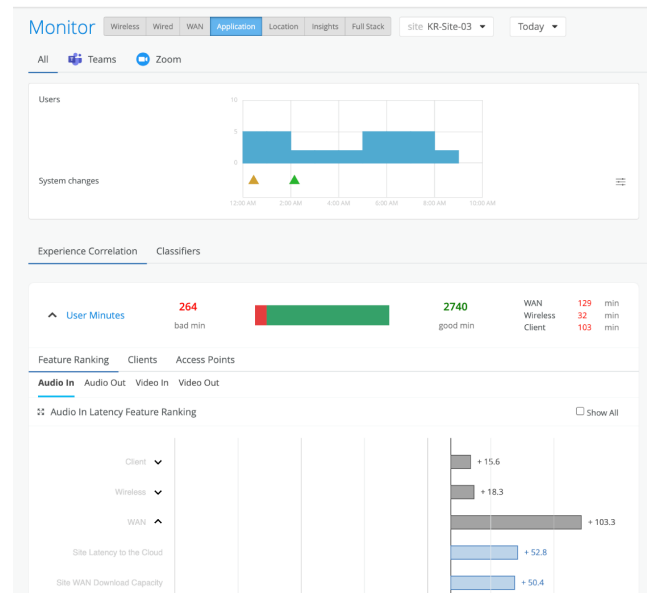 Monitor Wireless Wired WAN Application Location Insights Full Stack site KR-Site-03 Today
All Teams Zoom
Users
10
5
0
System changes
12:00 AM 2:00 AM 4:00 AM 6:00 AM 8:00 AM 10:00 AM
Experience Correlation Classifiers
User Minutes 264 bad min 2740 good min
WAN 129 min
Wireless 32 min
Client 103 min
Feature Ranking Clients Access Points
Audio In Audio Out Video In Video Out
Audio In Latency Feature Ranking Show All
Client + 15.6
Wireless + 18.3
WAN + 103.3
Site Latency to the Cloud + 52.8
Site WAN Download Capacity + 50.4